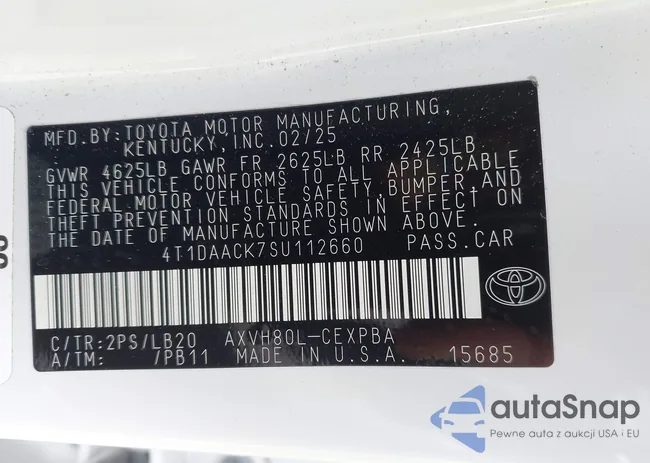 MFD.BY:TOYOTA MOTOR MANUFACTURING,
KENTUCKY,INC.02/25
GVWR 4625LB GAWR FR 2625LB RR 2425LB
THIS VEHICLE CONFORMS TO ALL APPLICABLE
FEDERAL MOTOR VEHICLE SAFETY,BUMPER,AND
THEFT PREVENTION STANDARDS IN EFFECT ON
THE DATE OF MANUFACTURE SHOWN ABOVE.
4T1DAACK7SU112660 PASS.CAR
C/TR:2PS/LB20 AXVH80L-CEXPBA
A/TM: /PB11 MADE IN U.S.A. 15685
autaSnap
Pewne auta z aukcji USA i EU